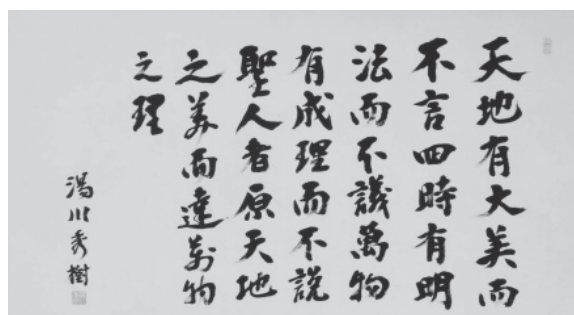 天地有大美而
不言四時有明
法而不議萬物
有成理而不説
聖人者原天地
之美而達万物
之理
湯川秀樹